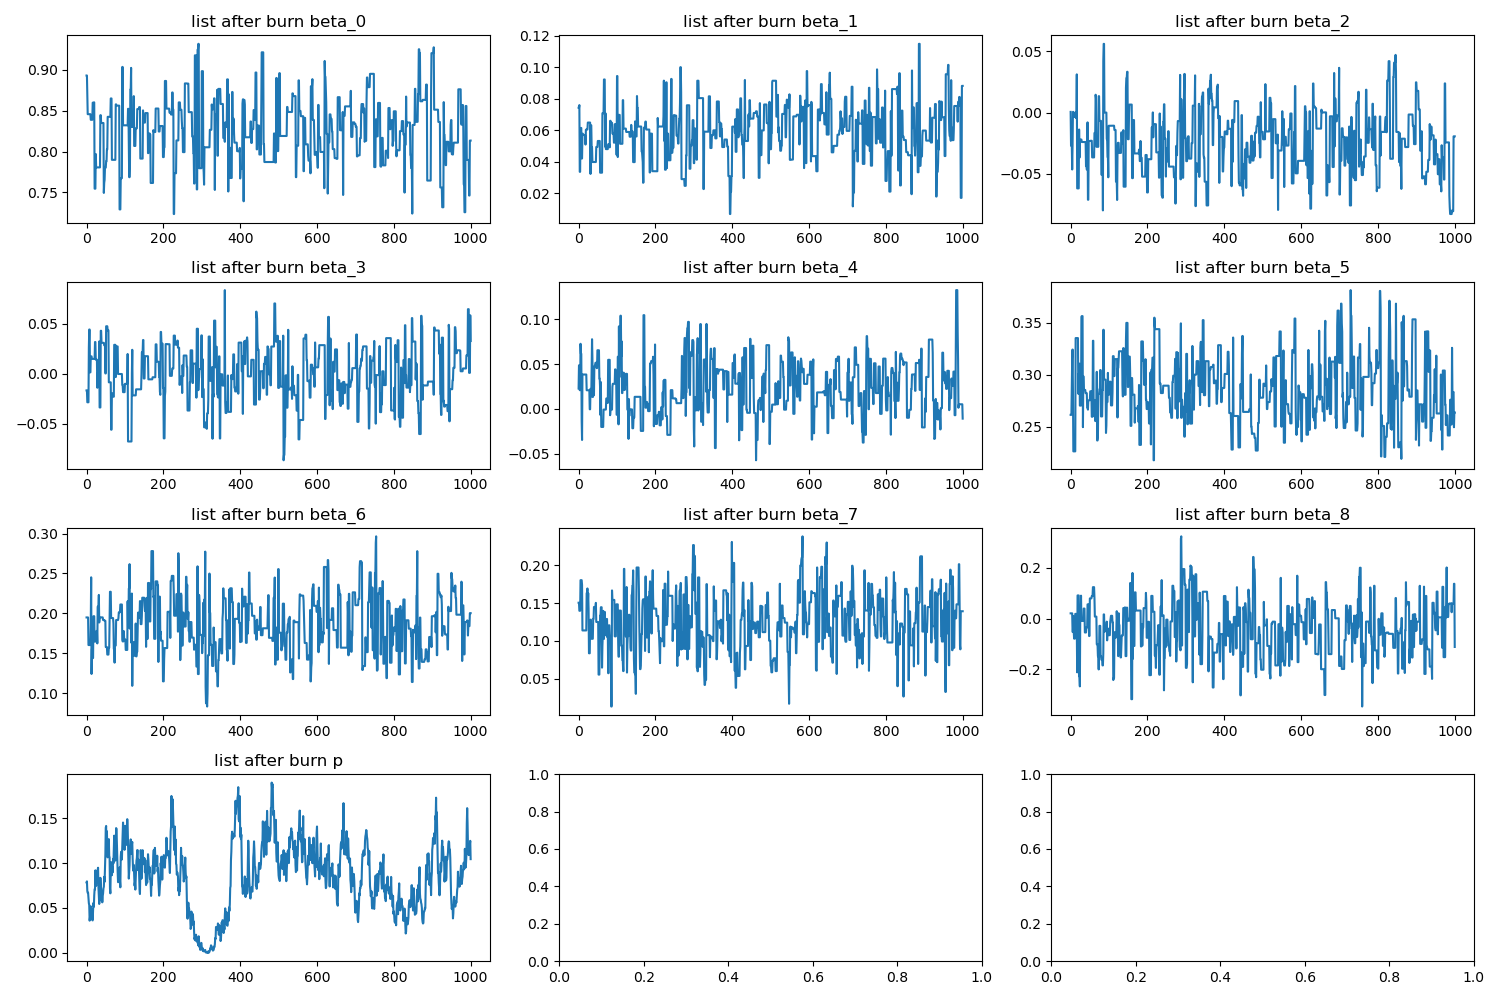 list after burn beta_0
list after burn beta_1
list after burn beta_2
0.90
0.85
0.80
0.75
0 200 400 600 800 1000
0.12
0.10
0.08
0.06
0.04
0.02
0 200 400 600 800 1000
0.05
0.00
−0.05
0 200 400 600 800 1000
list after burn beta_3
list after burn beta_4
list after burn beta_5
0.05
0.00
−0.05
0 200 400 600 800 1000
0.10
0.05
0.00
−0.05
0 200 400 600 800 1000
0.35
0.30
0.25
0 200 400 600 800 1000
list after burn beta_6
list after burn beta_7
list after burn beta_8
0.30
0.25
0.20
0.15
0.10
0 200 400 600 800 1000
0.20
0.15
0.10
0.05
0 200 400 600 800 1000
0.2
0.0
−0.2
0 200 400 600 800 1000
list after burn p
0.15
0.10
0.05
0.00
0 200 400 600 800 1000
1.0
0.8
0.6
0.4
0.2
0.0
0.0 0.2 0.4 0.6 0.8 1.0
1.0
0.8
0.6
0.4
0.2
0.0
0.0 0.2 0.4 0.6 0.8 1.0